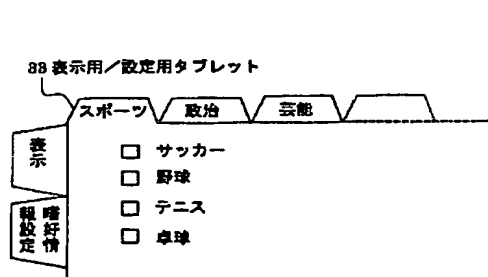 33 表示用／設定用タブレット
スポーツ 政治 芸能
表示
嗜好情報設定
サッカー
野球
テニス
卓球